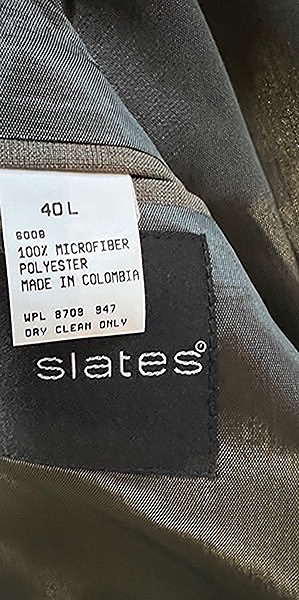 40L
6008
100% MICROFIBER
POLYESTER
MADE IN COLOMBIA
WPL 8709 947
DRY CLEAN ONLY
slates®